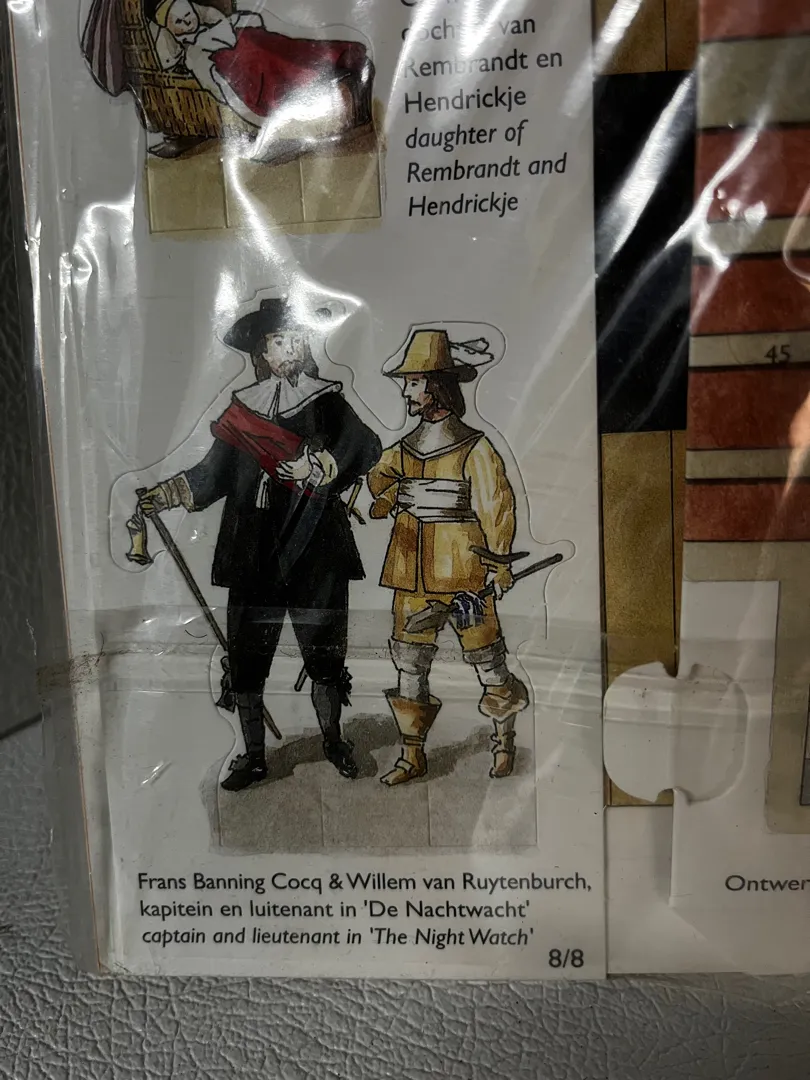 van
Rembrandt en
Hendrickje
daughter of
Rembrandt and
Hendrickje
45
Frans Banning Cocq & Willem van Ruytenburch,
kapitein en luitenant in 'De Nachtwacht'
captain and lieutenant in 'The Night Watch'
8/8
Ontwer